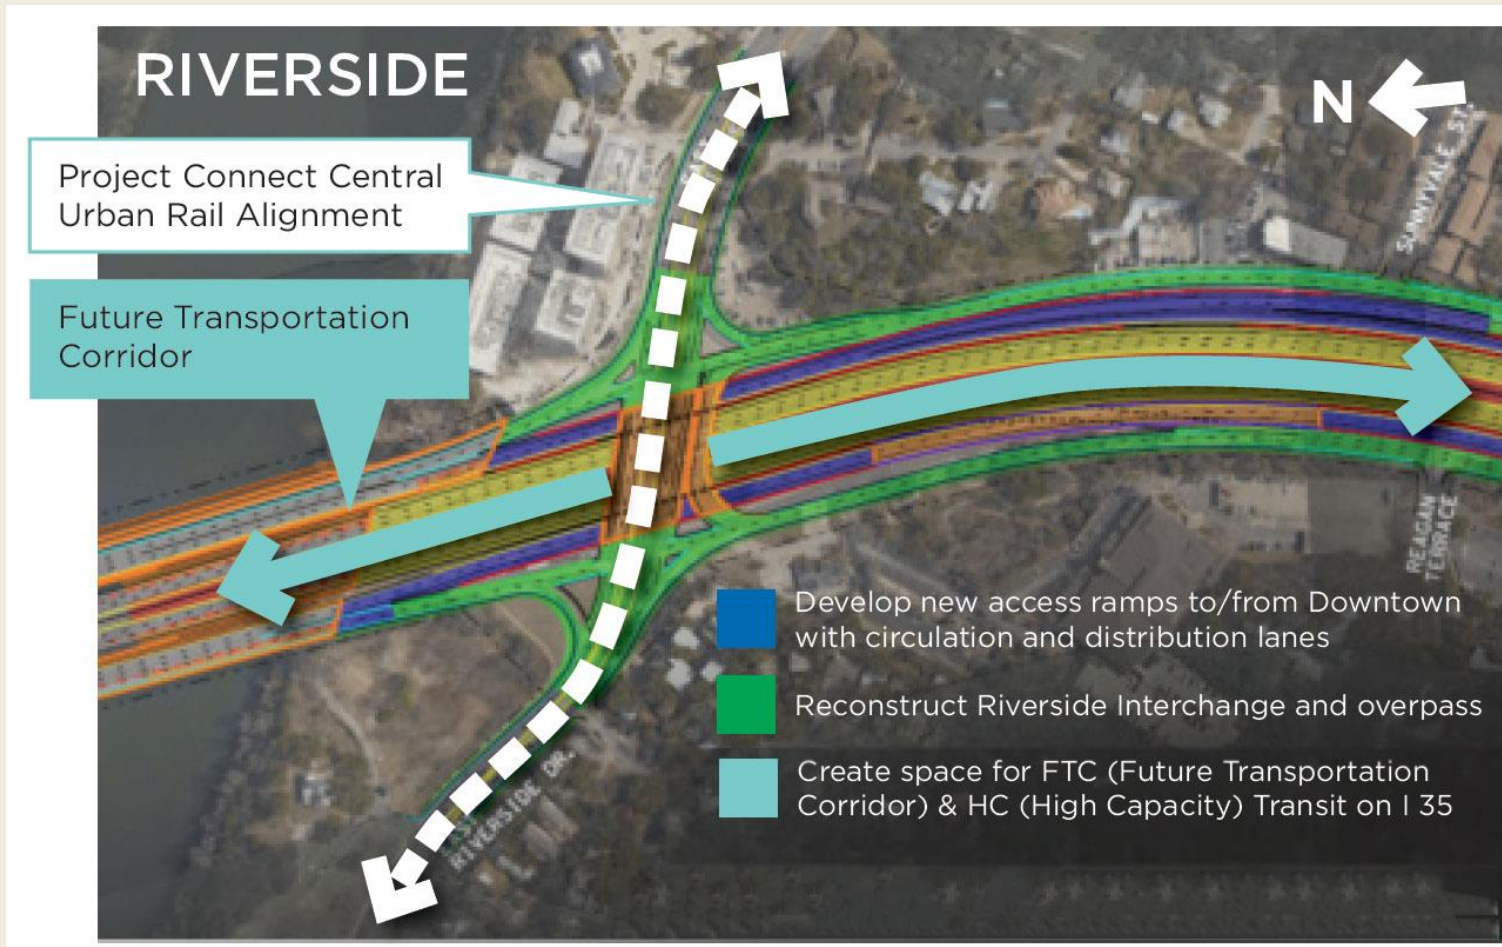 RIVERSIDE
N
Project Connect Central
Urban Rail Alignment
Future Transportation
Corridor
SUNNYVALE ST.
REAGAN
TERRACE
Develop new access ramps to/from Downtown
with circulation and distribution lanes
Reconstruct Riverside Interchange and overpass
Create space for FTC (Future Transportation
Corridor) & HC (High Capacity) Transit on I 35
RIVERSIDE DR.